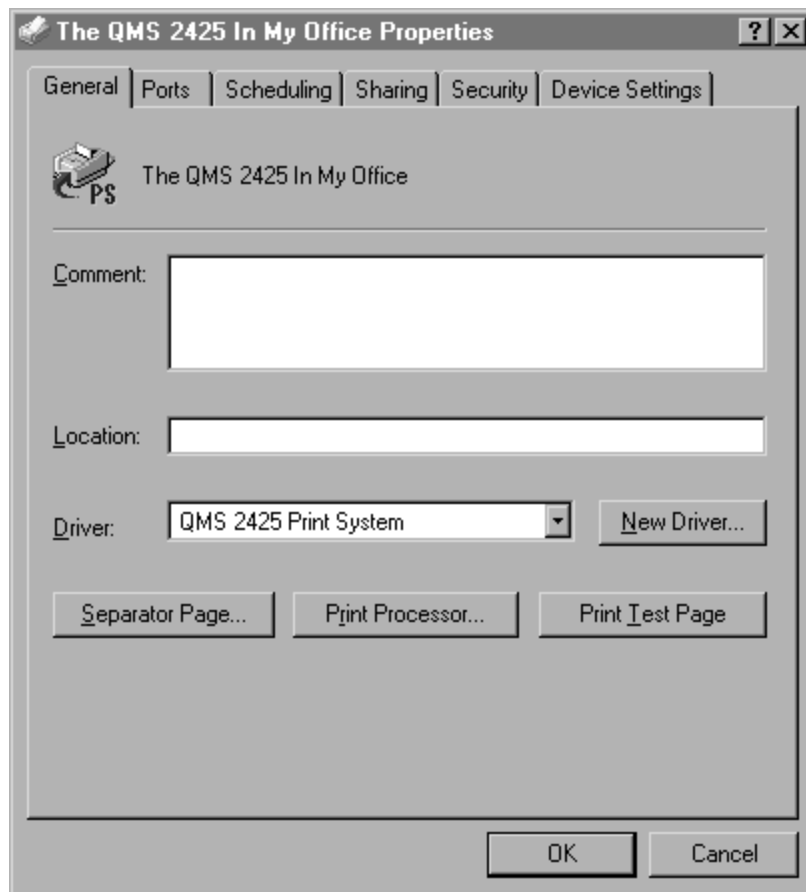 The QMS 2425 In My Office Properties ? X
General Ports Scheduling Sharing Security Device Settings
PS The QMS 2425 In My Office
Comment:
Location:
Driver: QMS 2425 Print System New Driver...
Separator Page... Print Processor... Print Test Page
OK Cancel